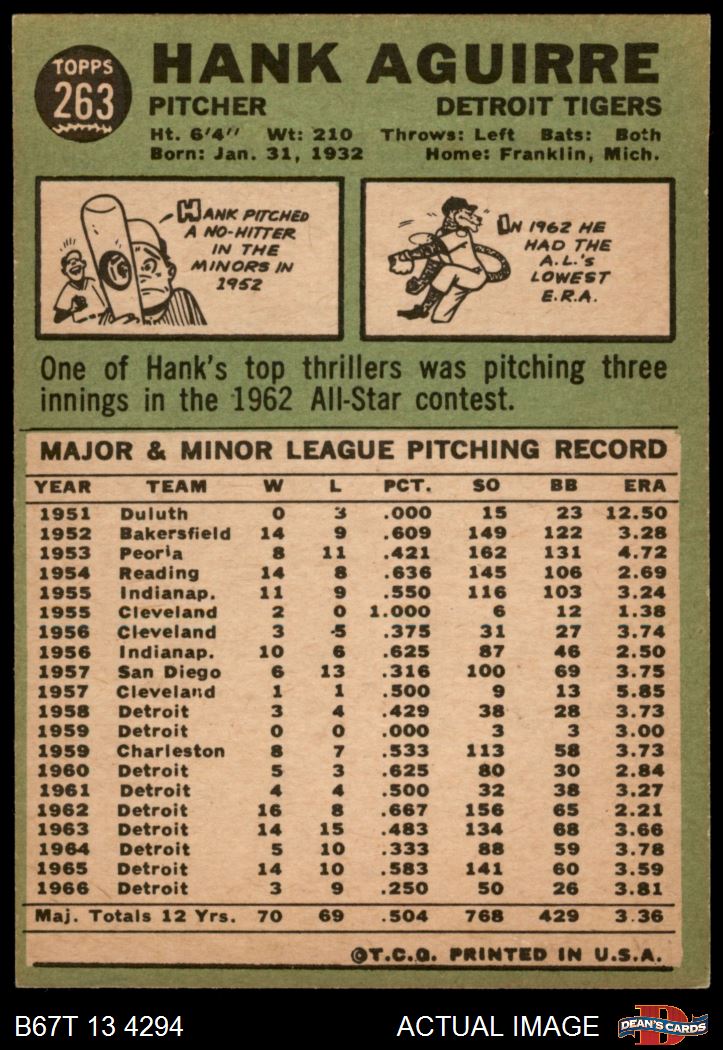 TOPPS
263
HANK AGUIRRE
PITCHER DETROIT TIGERS
Ht. 6'4" Wt: 210 Throws: Left Bats: Both
Born: Jan. 31, 1932 Home: Franklin, Mich.
HANK PITCHED
A NO-HITTER
IN THE
MINORS IN
1952
IN 1962 HE
HAD THE
A.L.'S
LOWEST
E.R.A.
One of Hank's top thrillers was pitching three
innings in the 1962 All-Star contest.
MAJOR & MINOR LEAGUE PITCHING RECORD
YEAR TEAM W L PCT. SO BB ERA
1951 Duluth 0 3 .000 15 23 12.50
1952 Bakersfield 14 9 .609 149 122 3.28
1953 Peoria 8 11 .421 162 131 4.72
1954 Reading 14 8 .636 145 106 2.69
1955 Indianap. 11 9 .550 116 103 3.24
1955 Cleveland 2 0 1.000 6 12 1.38
1956 Cleveland 3 5 .375 31 27 3.74
1956 Indianap. 10 6 .625 87 46 2.50
1957 San Diego 6 13 .316 100 69 3.75
1957 Cleveland 1 1 .500 9 13 5.85
1958 Detroit 3 4 .429 38 28 3.73
1959 Detroit 0 0 .000 3 3 3.00
1959 Charleston 8 7 .533 113 58 3.73
1960 Detroit 5 3 .625 80 30 2.84
1961 Detroit 4 4 .500 32 38 3.27
1962 Detroit 16 8 .667 156 65 2.21
1963 Detroit 14 15 .483 134 68 3.66
1964 Detroit 5 10 .333 88 59 3.78
1965 Detroit 14 10 .583 141 60 3.59
1966 Detroit 3 9 .250 50 26 3.81
Maj. Totals 12 Yrs. 70 69 .504 768 429 3.36
©T.C.G. PRINTED IN U.S.A.
B67T 13 4294 ACTUAL IMAGE
D
DEAN'S CARDS